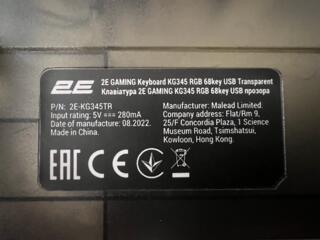 2E
2E GAMING Keyboard KG345 RGB 68key USB Transparent
Клавіатура 2E GAMING KG345 RGB 68key USB прозора
P/N: 2E-KG345TR
Input rating: 5V ⎓ 280mA
Date of manufacture: 08.2022.
Made in China.
Manufacturer: Malead Limited.
Company address: Flat/Rm 9,
25/F Concordia Plaza, 1 Science
Museum Road, Tsimshatsui,
Kowloon, Hong Kong.
EAC CE